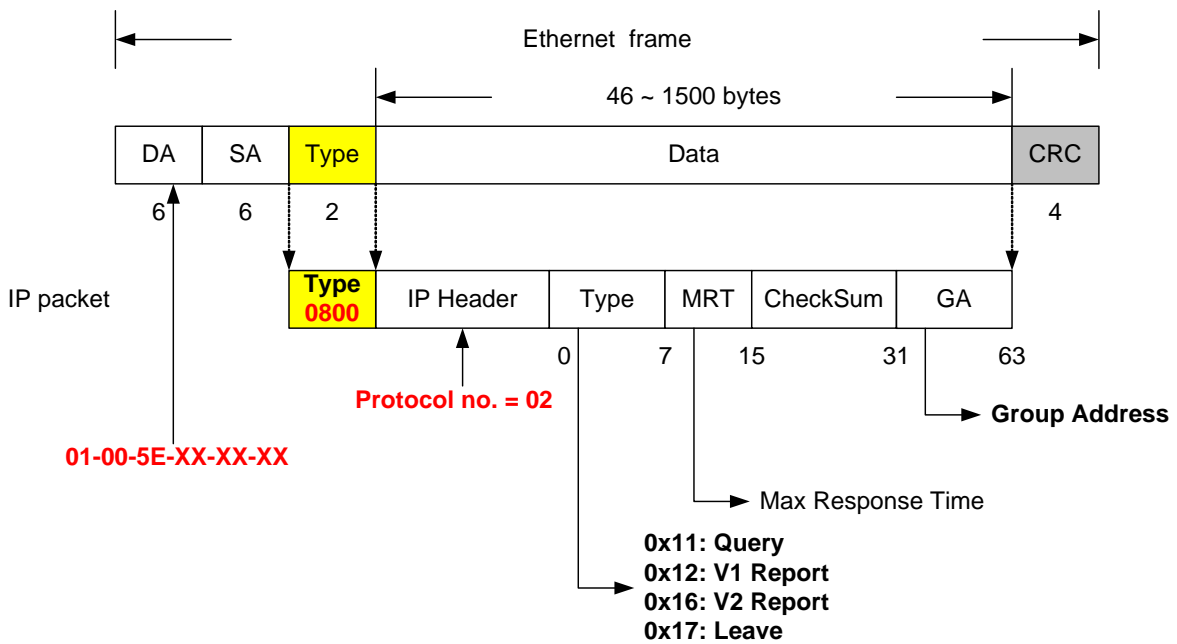 Ethernet frame
46 ~ 1500 bytes
DA SA Type Data CRC
6 6 2 4
IP packet
Type 0800 IP Header Type MRT CheckSum GA
0 7 15 31 63
Protocol no. = 02
Group Address
01-00-5E-XX-XX-XX
Max Response Time
0x11: Query
0x12: V1 Report
0x16: V2 Report
0x17: Leave